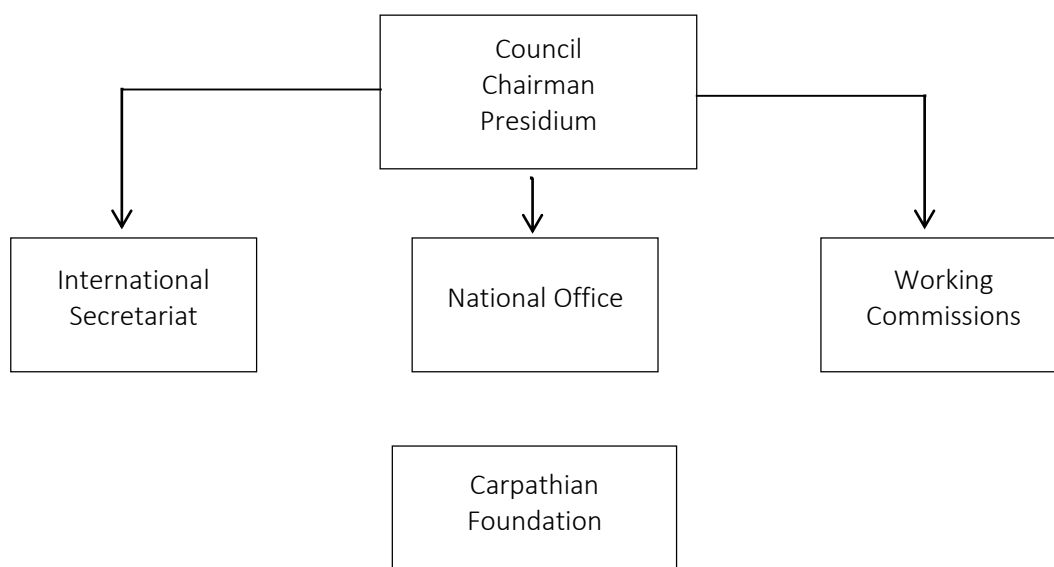 Council
Chairman
Presidium
International
Secretariat
National Office
Working
Commissions
Carpathian
Foundation